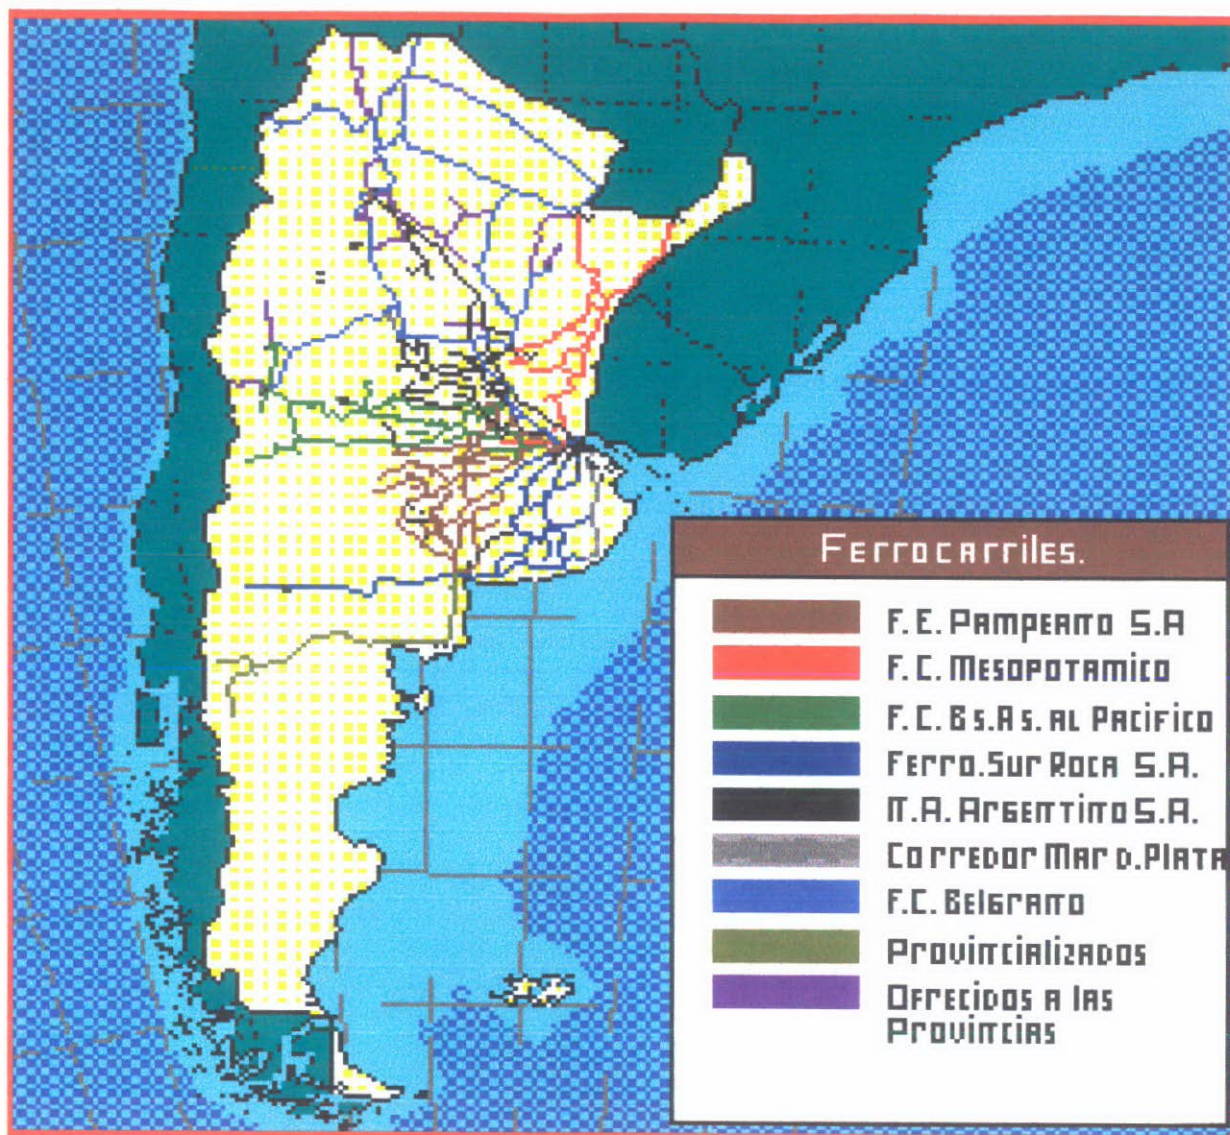 Ferrocarriles.
F.E. Pampeano S.A
F.C. Mesopotamico
F.C. Bs.As. al Pacifico
Ferro.Sur Roca S.A.
N.A. Argentino S.A.
Corredor Mar d.Plata
F.C. Belgrano
Provincializados
Ofrecidos a las
Provincias